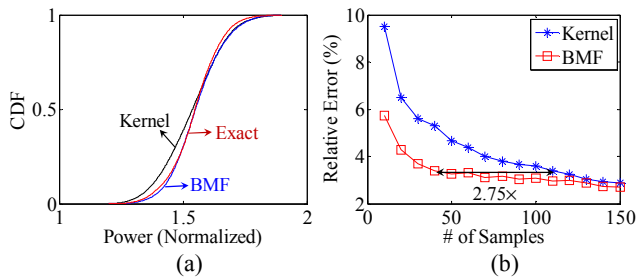 CDF
1
0.5
0
1
1.5
2
Power (Normalized)
Kernel
Exact
BMF
(a)
Relative Error (%)
10
8
6
4
2
0
50
100
150
# of Samples
Kernel
BMF
2.75×
(b)